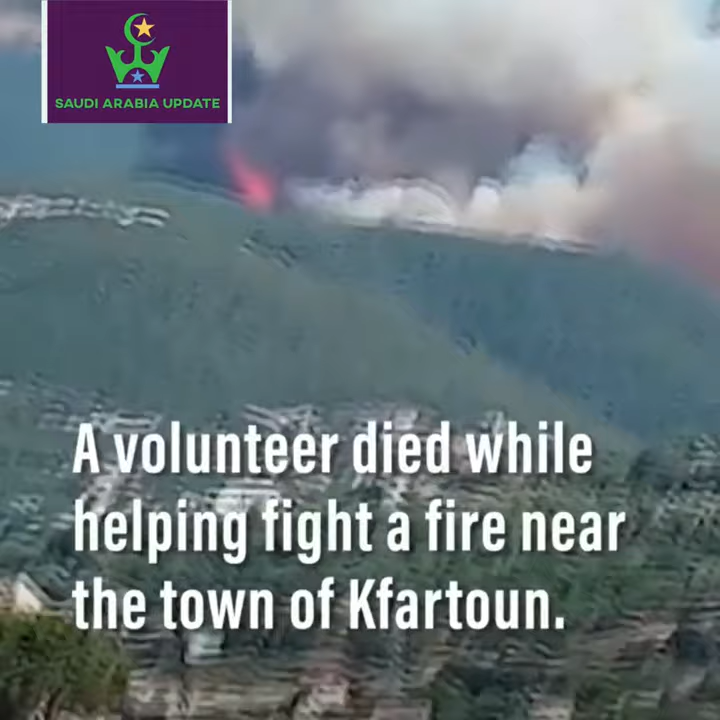 SAUDI ARABIA UPDATE
A volunteer died while
helping fight a fire near
the town of Kfartoun.